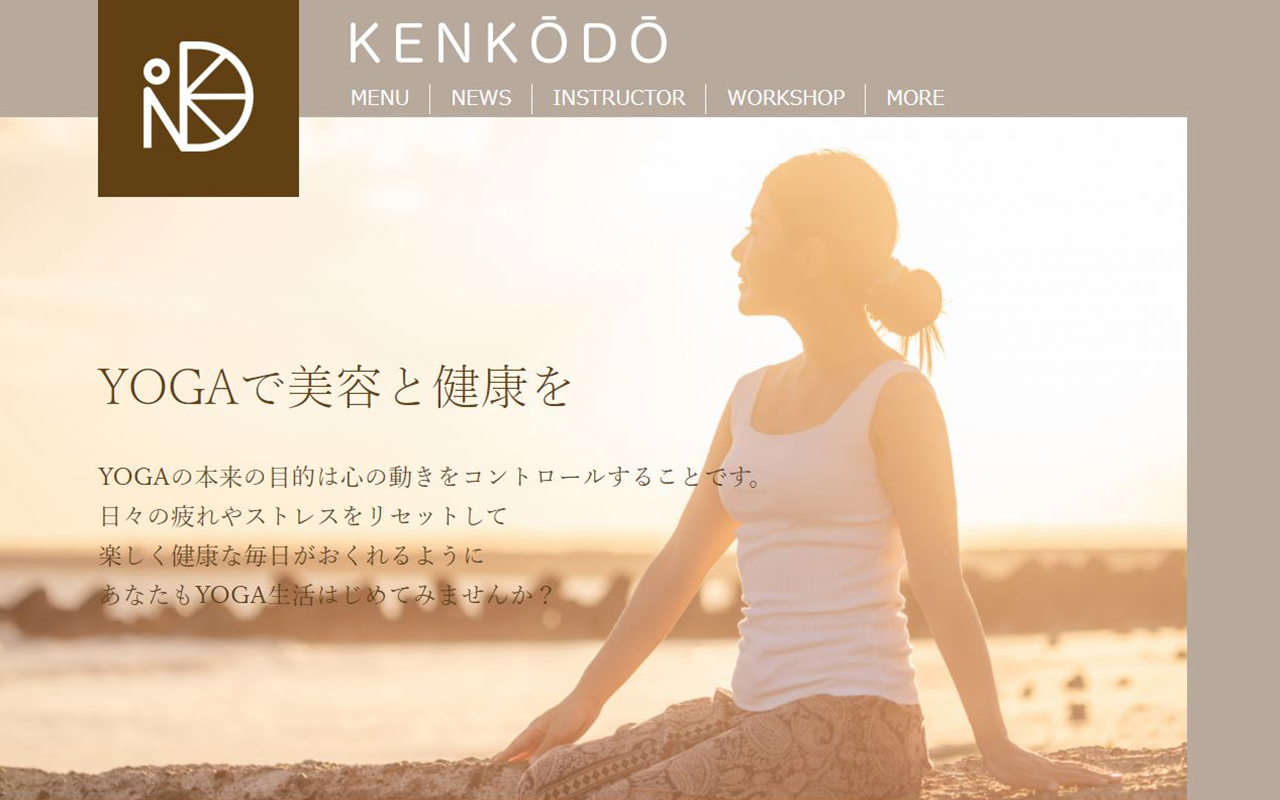 KENKŌDŌ
MENU NEWS INSTRUCTOR WORKSHOP MORE
YOGAで美容と健康を
YOGAの本来の目的は心の動きをコントロールすることです。
日々の疲れやストレスをリセットして
楽しく健康な毎日がおくれるように
あなたもYOGA生活はじめてみませんか？